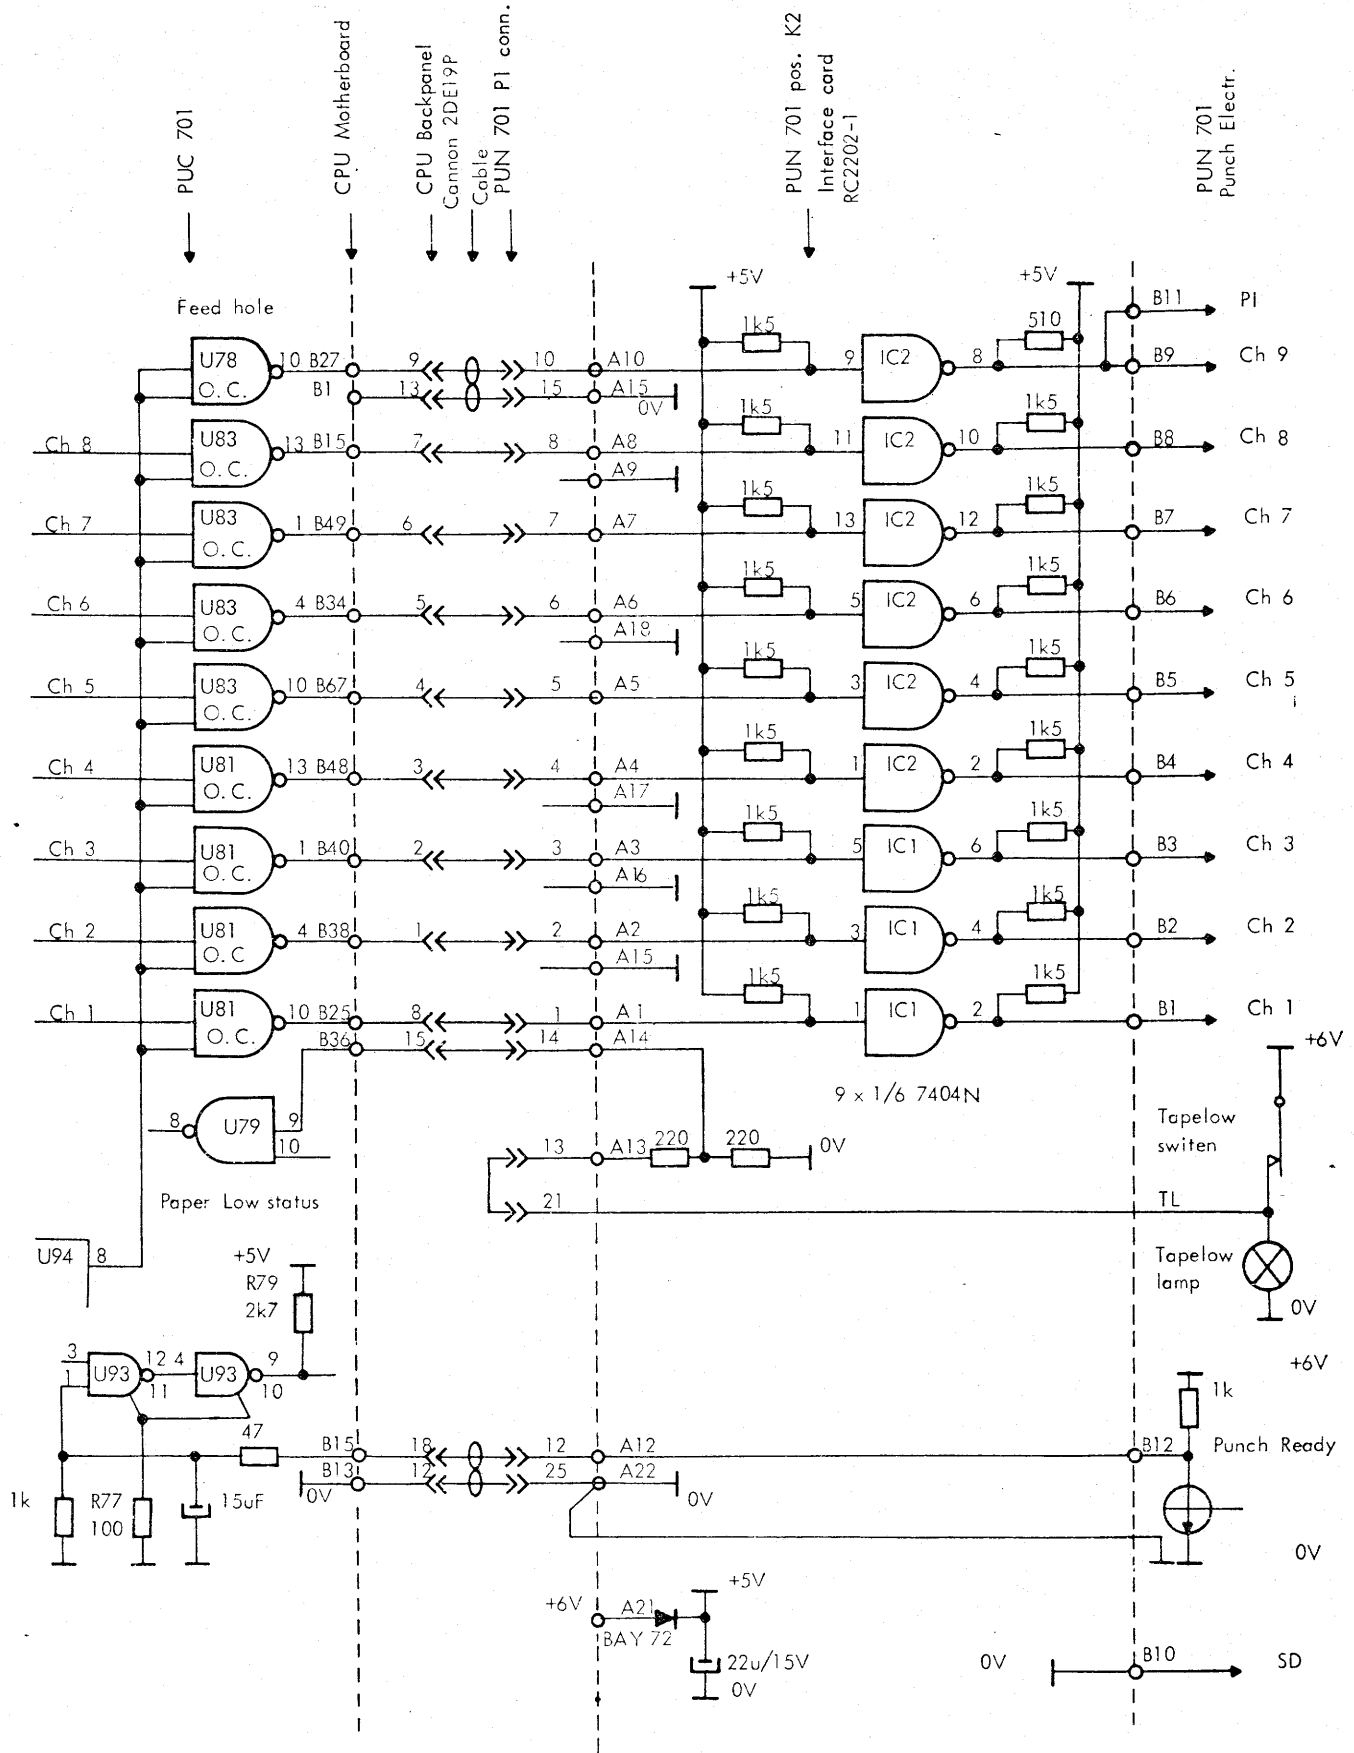 PUC 701
CPU Motherboard
CPU Backpanel
Cannon 2DE19P
Cable
PUN 701 P1 conn.
PUN 701 pos. K2
Interface card
RC2202-1
PUN 701
Punch Electr.
Feed hole
+5V
+5V
B11 P1
U78 O.C. 10 B27 9 10 A10 1k5 9 IC2 8 510 B9 Ch 9
B1 13 15 A15 0V
Ch 8 U83 O.C. 13 B15 7 8 A8 1k5 11 IC2 10 1k5 B8 Ch 8
A9
Ch 7 U83 O.C. 1 B49 6 7 A7 1k5 13 IC2 12 1k5 B7 Ch 7
Ch 6 U83 O.C. 4 B34 5 6 A6 1k5 5 IC2 6 1k5 B6 Ch 6
A18
Ch 5 U83 O.C. 10 B67 4 5 A5 1k5 3 IC2 4 1k5 B5 Ch 5
Ch 4 U81 O.C. 13 B48 3 4 A4 1k5 1 IC2 2 1k5 B4 Ch 4
A17
Ch 3 U81 O.C. 1 B40 2 3 A3 1k5 5 IC1 6 1k5 B3 Ch 3
A16
Ch 2 U81 O.C 4 B38 1 2 A2 1k5 3 IC1 4 1k5 B2 Ch 2
A15
Ch 1 U81 O.C. 10 B25 8 1 A1 1k5 1 IC1 2 1k5 B1 Ch 1
B36 15 14 A14
+6V
9 x 1/6 7404N
8 U79 9
10
13 A13 220 220 0V
Tapelow
switen
Paper Low status
21 TL
U94 8
+5V
R79
2k7
Tapelow
lamp
0V
3 U93 12 4 U93 9
1 11 10
+6V
1k
47 B15 18 12 A12 B12 Punch Ready
0V B13 12 25 A22 0V
1k R77 100 15uF
0V
+5V
+6V A21
BAY 72
22u/15V
0V
0V B10 SD